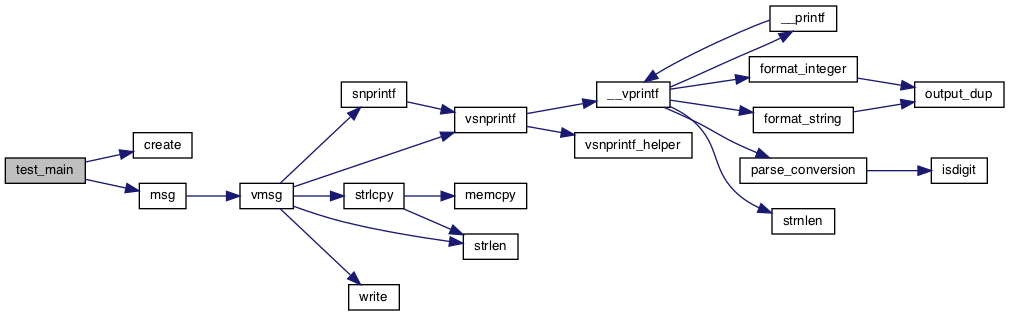 test_main
create
msg
vmsg
snprintf
strlcpy
write
vsnprintf
memcpy
strlen
__vprintf
vsnprintf_helper
__printf
format_integer
format_string
parse_conversion
strnlen
output_dup
isdigit